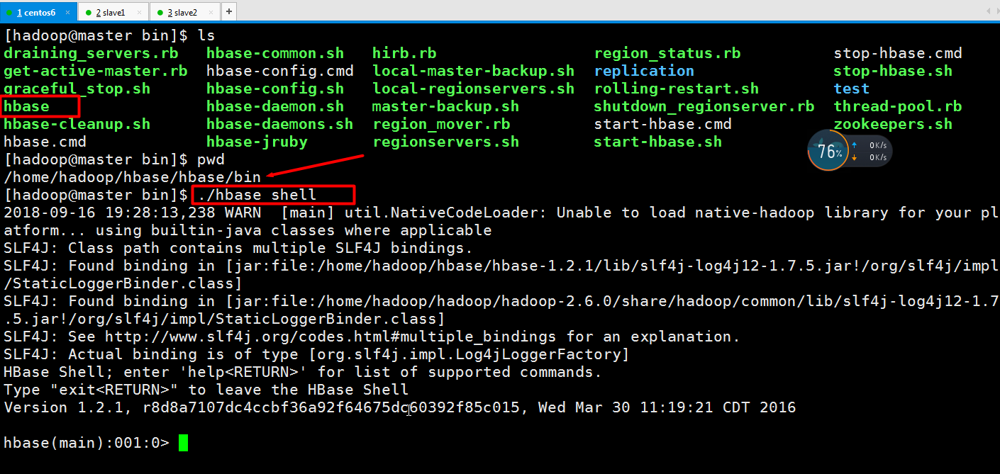 1 centos6 × 2 slave1 × 3 slave2 × +
[hadoop@master bin]$ ls
draining_servers.rb hbase-common.sh hirb.rb region_status.rb stop-hbase.cmd
get-active-master.rb hbase-config.cmd local-master-backup.sh replication stop-hbase.sh
graceful_stop.sh hbase-config.sh local-regionservers.sh rolling-restart.sh test
hbase hbase-daemon.sh master-backup.sh shutdown_regionserver.rb thread-pool.rb
hbase-cleanup.sh hbase-daemons.sh region_mover.rb start-hbase.cmd zookeepers.sh
hbase.cmd hbase-jruby regionservers.sh start-hbase.sh
76% 0K/s
0K/s
[hadoop@master bin]$ pwd
/home/hadoop/hbase/hbase/bin
[hadoop@master bin]$ ./hbase shell
2018-09-16 19:28:13,238 WARN  [main] util.NativeCodeLoader: Unable to load native-hadoop library for your pl
atform... using builtin-java classes where applicable
SLF4J: Class path contains multiple SLF4J bindings.
SLF4J: Found binding in [jar:file:/home/hadoop/hbase/hbase-1.2.1/lib/slf4j-log4j12-1.7.5.jar!/org/slf4j/impl
/StaticLoggerBinder.class]
SLF4J: Found binding in [jar:file:/home/hadoop/hadoop/hadoop-2.6.0/share/hadoop/common/lib/slf4j-log4j12-1.7
.5.jar!/org/slf4j/impl/StaticLoggerBinder.class]
SLF4J: See http://www.slf4j.org/codes.html#multiple_bindings for an explanation.
SLF4J: Actual binding is of type [org.slf4j.impl.Log4jLoggerFactory]
HBase Shell; enter 'help<RETURN>' for list of supported commands.
Type "exit<RETURN>" to leave the HBase Shell
Version 1.2.1, r8d8a7107dc4ccbf36a92f64675dc60392f85c015, Wed Mar 30 11:19:21 CDT 2016
hbase(main):001:0>